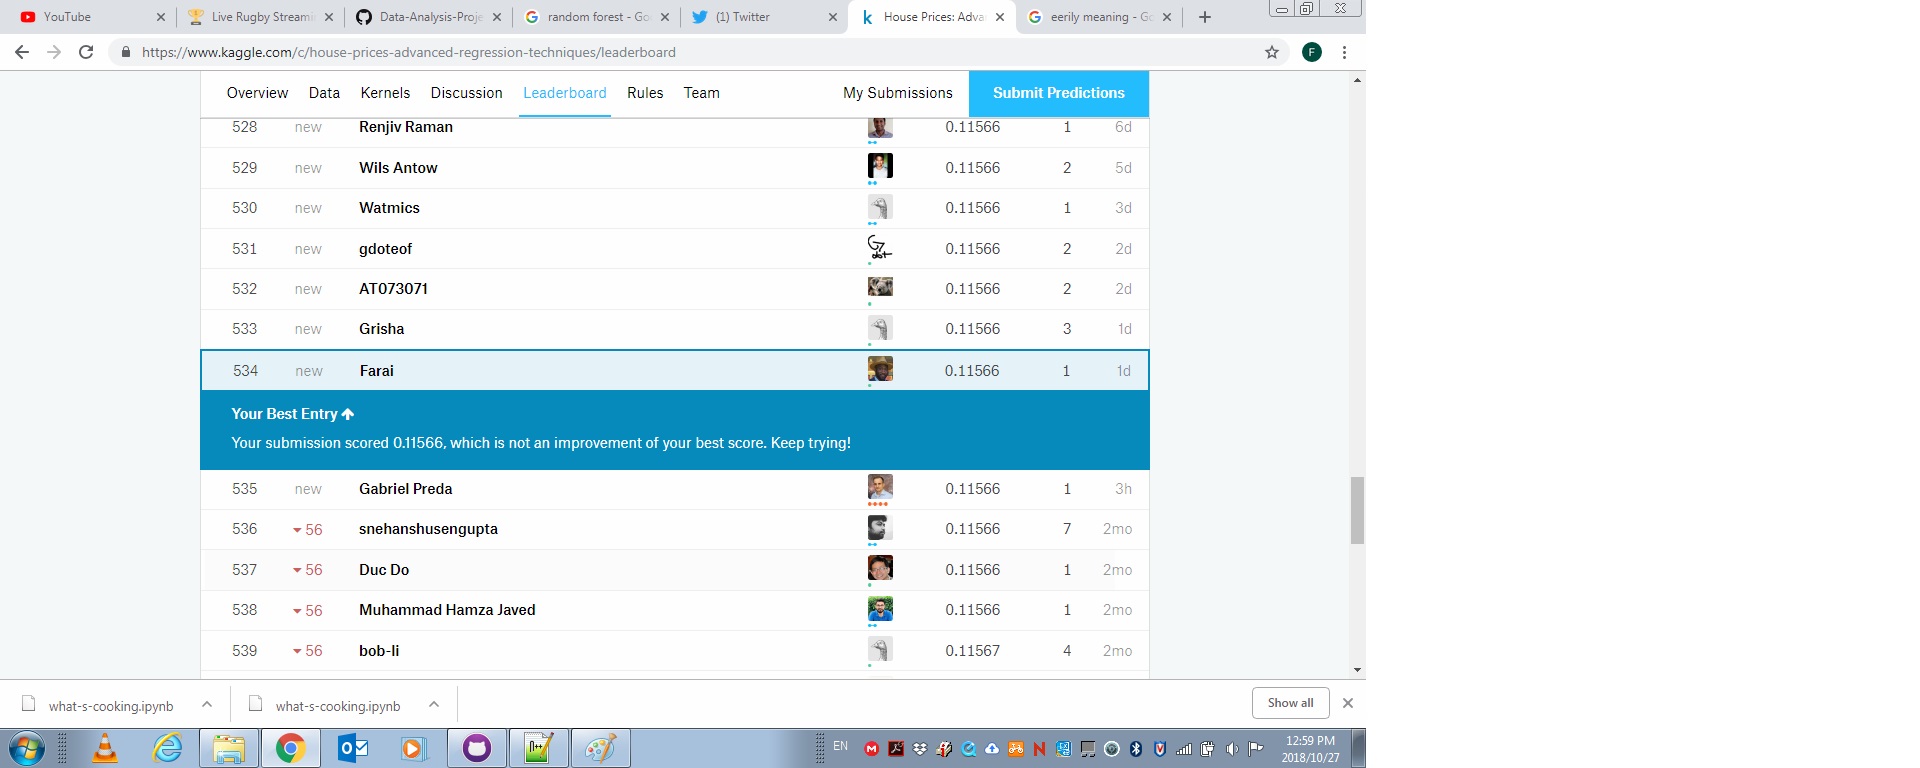 YouTube
Live Rugby Streami
Data-Analysis-Proje
random forest - Go
(1) Twitter
House Prices: Adva
eerily meaning - Go
https://www.kaggle.com/c/house-prices-advanced-regression-techniques/leaderboard
F
Overview Data Kernels Discussion Leaderboard Rules Team My Submissions Submit Predictions
528 new Renjiv Raman 0.11566 1 6d
529 new Wils Antow 0.11566 2 5d
530 new Watmics 0.11566 1 3d
531 new gdoteof 0.11566 2 2d
532 new AT073071 0.11566 2 2d
533 new Grisha 0.11566 3 1d
534 new Farai 0.11566 1 1d
Your Best Entry
Your submission scored 0.11566, which is not an improvement of your best score. Keep trying!
535 new Gabriel Preda 0.11566 1 3h
536 56 snehanshusengupta 0.11566 7 2mo
537 56 Duc Do 0.11566 1 2mo
538 56 Muhammad Hamza Javed 0.11566 1 2mo
539 56 bob-li 0.11567 4 2mo
what-s-cooking.ipynb what-s-cooking.ipynb Show all
EN 12:59 PM
2018/10/27